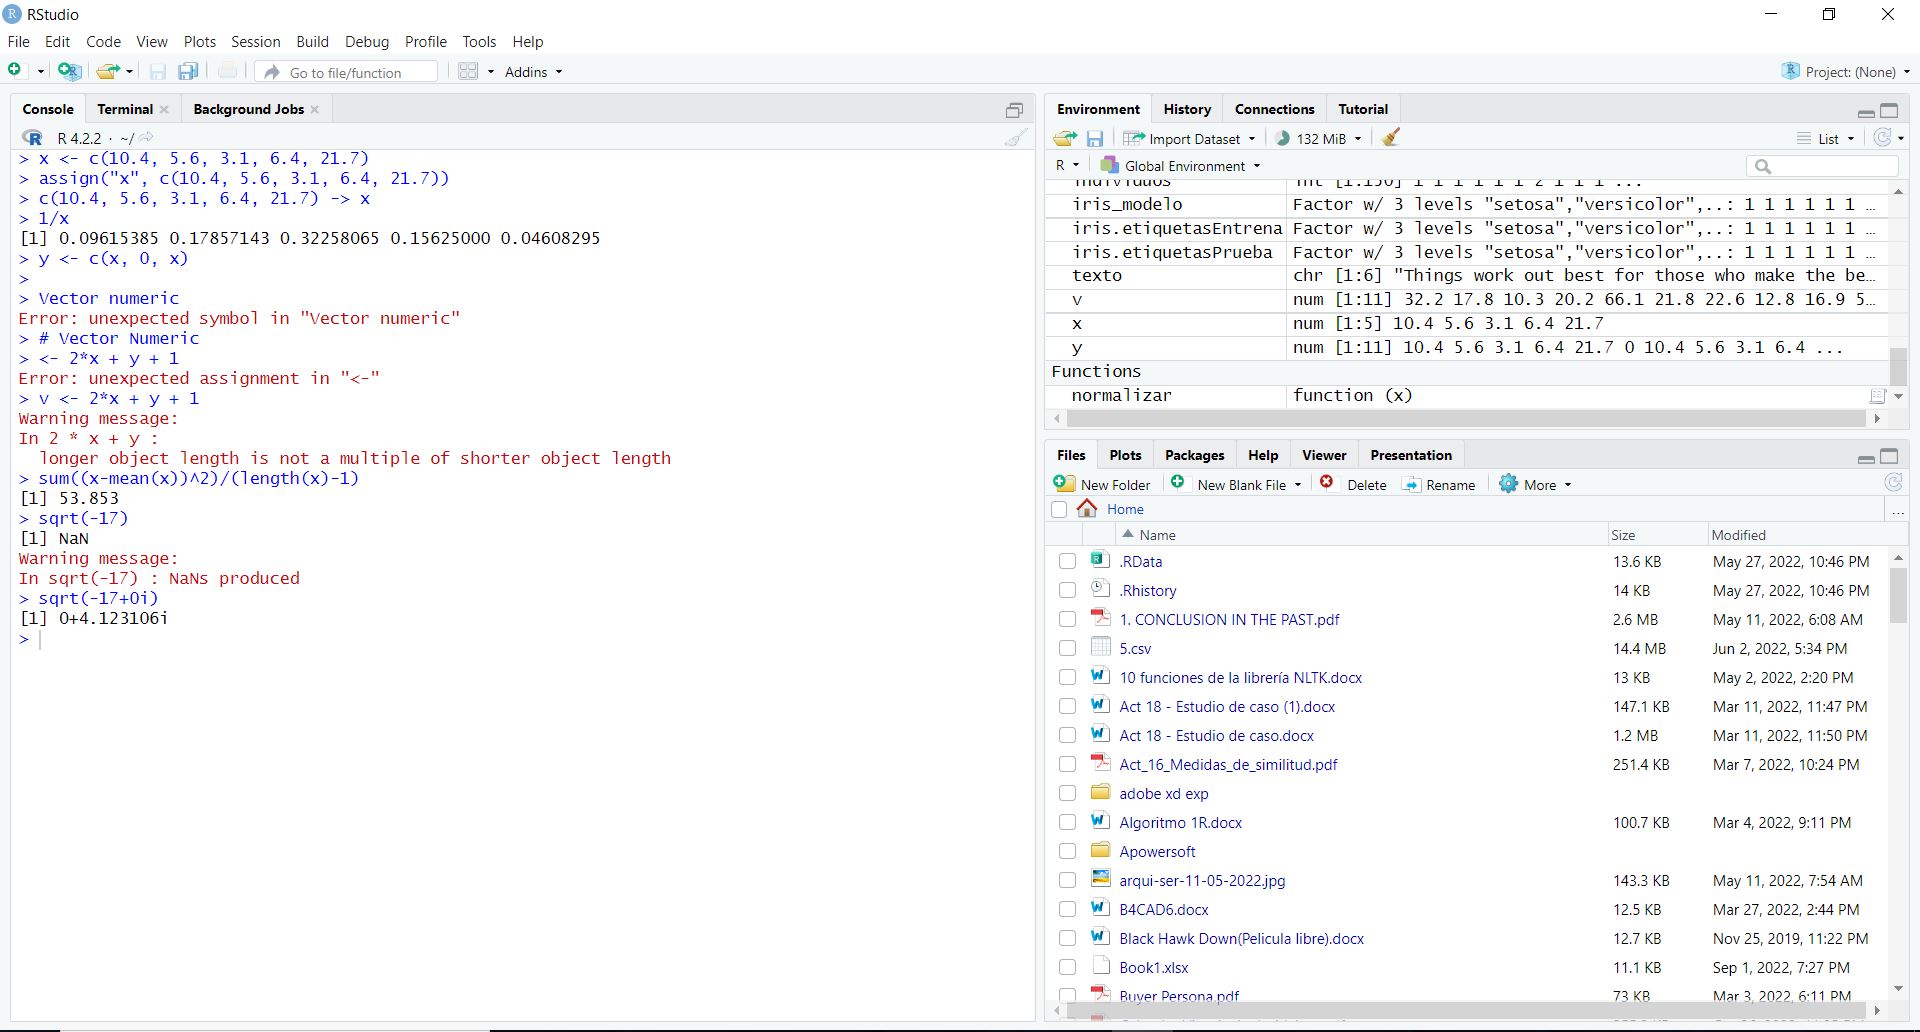 RStudio
File Edit Code View Plots Session Build Debug Profile Tools Help
Go to file/function Addins Project: (None)
Console Terminal Background Jobs
R 4.2.2 · ~/
> x <- c(10.4, 5.6, 3.1, 6.4, 21.7)
> assign("x", c(10.4, 5.6, 3.1, 6.4, 21.7))
> c(10.4, 5.6, 3.1, 6.4, 21.7) -> x
> 1/x
[1] 0.09615385 0.17857143 0.32258065 0.15625000 0.04608295
> y <- c(x, 0, x)
>
> Vector numeric
Error: unexpected symbol in "Vector numeric"
> # Vector Numeric
> <- 2*x + y + 1
Error: unexpected assignment in "<-"
> v <- 2*x + y + 1
Warning message:
In 2 * x + y :
longer object length is not a multiple of shorter object length
> sum((x-mean(x))^2)/(length(x)-1)
[1] 53.853
> sqrt(-17)
[1] NaN
Warning message:
In sqrt(-17) : NaNs produced
> sqrt(-17+0i)
[1] 0+4.123106i
>
Environment History Connections Tutorial
Import Dataset 132 MiB List
R Global Environment
iris_modelo Factor w/ 3 levels "setosa","versicolor",..: 1 1 1 1 1 1 …
iris.etiquetasEntrena Factor w/ 3 levels "setosa","versicolor",..: 1 1 1 1 1 1 …
iris.etiquetasPrueba Factor w/ 3 levels "setosa","versicolor",..: 1 1 1 1 1 1 …
texto chr [1:6] "Things work out best for those who make the be…
v num [1:11] 32.2 17.8 10.3 20.2 66.1 21.8 22.6 12.8 16.9 5…
x num [1:5] 10.4 5.6 3.1 6.4 21.7
y num [1:11] 10.4 5.6 3.1 6.4 21.7 0 10.4 5.6 3.1 6.4 ...
Functions
normalizar function (x)
Files Plots Packages Help Viewer Presentation
New Folder New Blank File Delete Rename More
Home ...
Name Size Modified
.RData 13.6 KB May 27, 2022, 10:46 PM
.Rhistory 14 KB May 27, 2022, 10:46 PM
1. CONCLUSION IN THE PAST.pdf 2.6 MB May 11, 2022, 6:08 AM
5.csv 14.4 MB Jun 2, 2022, 5:34 PM
10 funciones de la librería NLTK.docx 13 KB May 2, 2022, 2:20 PM
Act 18 - Estudio de caso (1).docx 147.1 KB Mar 11, 2022, 11:47 PM
Act 18 - Estudio de caso.docx 1.2 MB Mar 11, 2022, 11:50 PM
Act_16_Medidas_de_similitud.pdf 251.4 KB Mar 7, 2022, 10:24 PM
adobe xd exp
Algoritmo 1R.docx 100.7 KB Mar 4, 2022, 9:11 PM
Apowersoft
arqui-ser-11-05-2022.jpg 143.3 KB May 11, 2022, 7:54 AM
B4CAD6.docx 12.5 KB Mar 27, 2022, 2:44 PM
Black Hawk Down(Pelicula libre).docx 12.7 KB Nov 25, 2019, 11:22 PM
Book1.xlsx 11.1 KB Sep 1, 2022, 7:27 PM
Buyer Persona.pdf 73 KB Mar 3, 2022, 6:11 PM